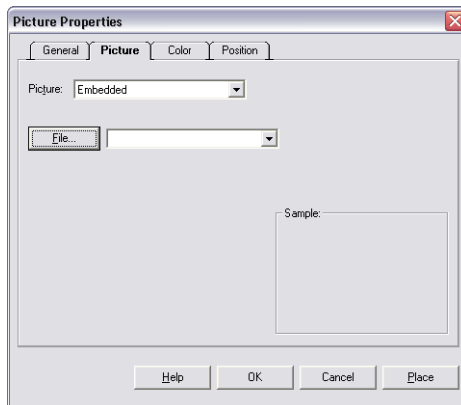 Picture Properties
General Picture Color Position
Picture: Embedded
File...
Sample:
Help OK Cancel Place